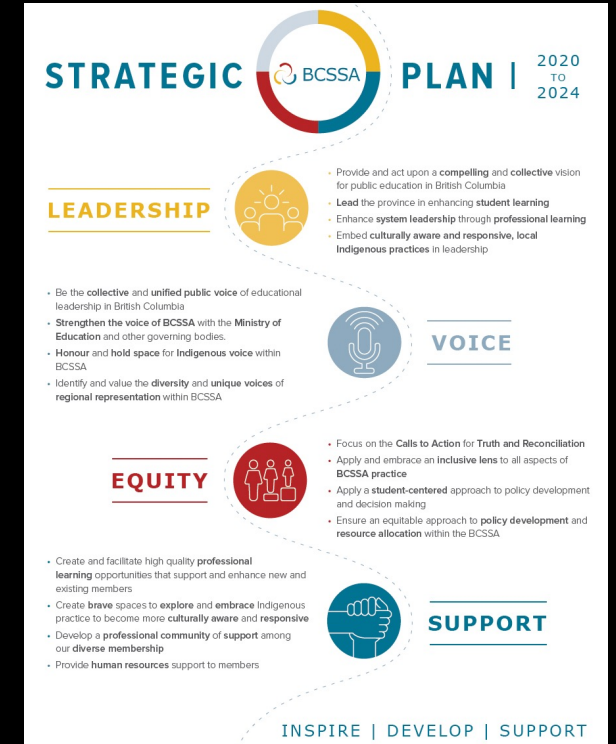 STRATEGIC BCSSA PLAN | 2020 TO 2024
LEADERSHIP
• Provide and act upon a compelling and collective vision
for public education in British Columbia
• Lead the province in enhancing student learning
• Enhance system leadership through professional learning
• Embed culturally aware and responsive, local
Indigenous practices in leadership
• Be the collective and unified public voice of educational
leadership in British Columbia
• Strengthen the voice of BCSSA with the Ministry of
Education and other governing bodies.
• Honour and hold space for Indigenous voice within
BCSSA
• Identify and value the diversity and unique voices of
regional representation within BCSSA
VOICE
EQUITY
• Focus on the Calls to Action for Truth and Reconciliation
• Apply and embrace an inclusive lens to all aspects of
BCSSA practice
• Apply a student-centered approach to policy development
and decision making
• Ensure an equitable approach to policy development and
resource allocation within the BCSSA
• Create and facilitate high quality professional
learning opportunities that support and enhance new and
existing members
• Create brave spaces to explore and embrace Indigenous
practice to become more culturally aware and responsive
• Develop a professional community of support among
our diverse membership
• Provide human resources support to members
SUPPORT
INSPIRE | DEVELOP | SUPPORT